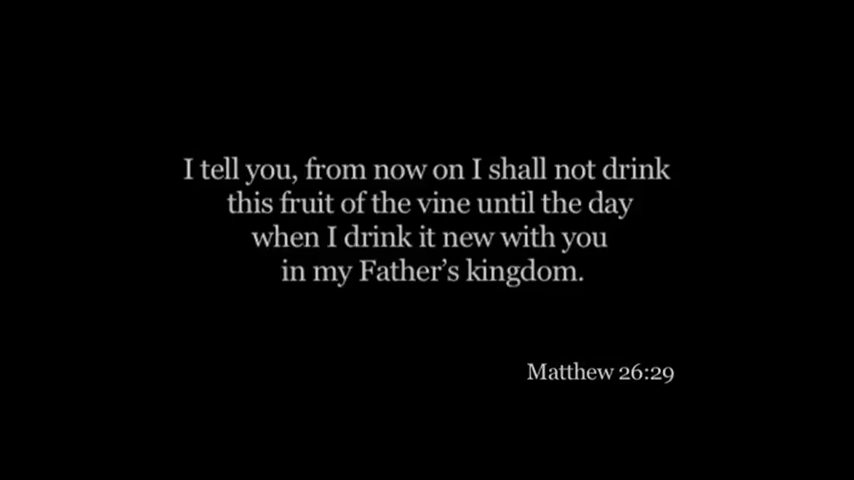 I tell you, from now on I shall not drink
this fruit of the vine until the day
when I drink it new with you
in my Father’s kingdom.
Matthew 26:29